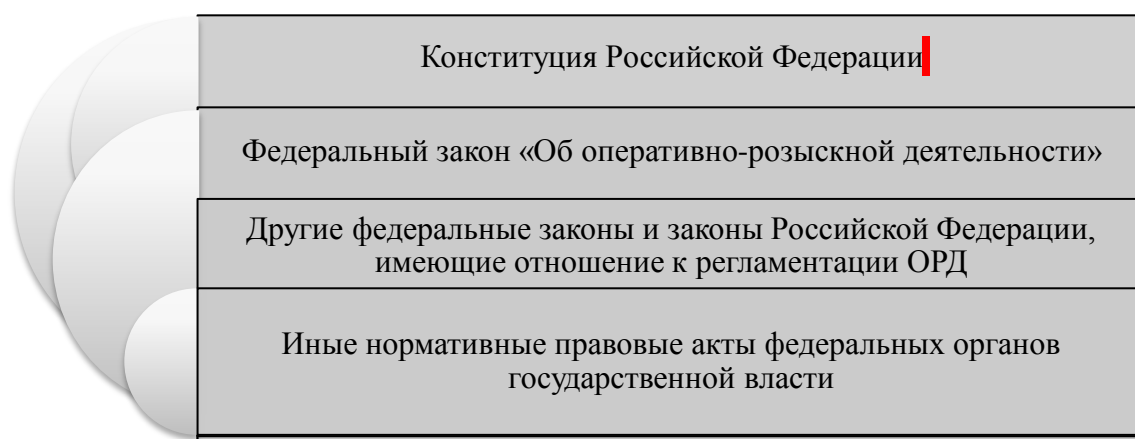 Конституция Российской Федерации
Федеральный закон «Об оперативно-розыскной деятельности»
Другие федеральные законы и законы Российской Федерации,
имеющие отношение к регламентации ОРД
Иные нормативные правовые акты федеральных органов
государственной власти